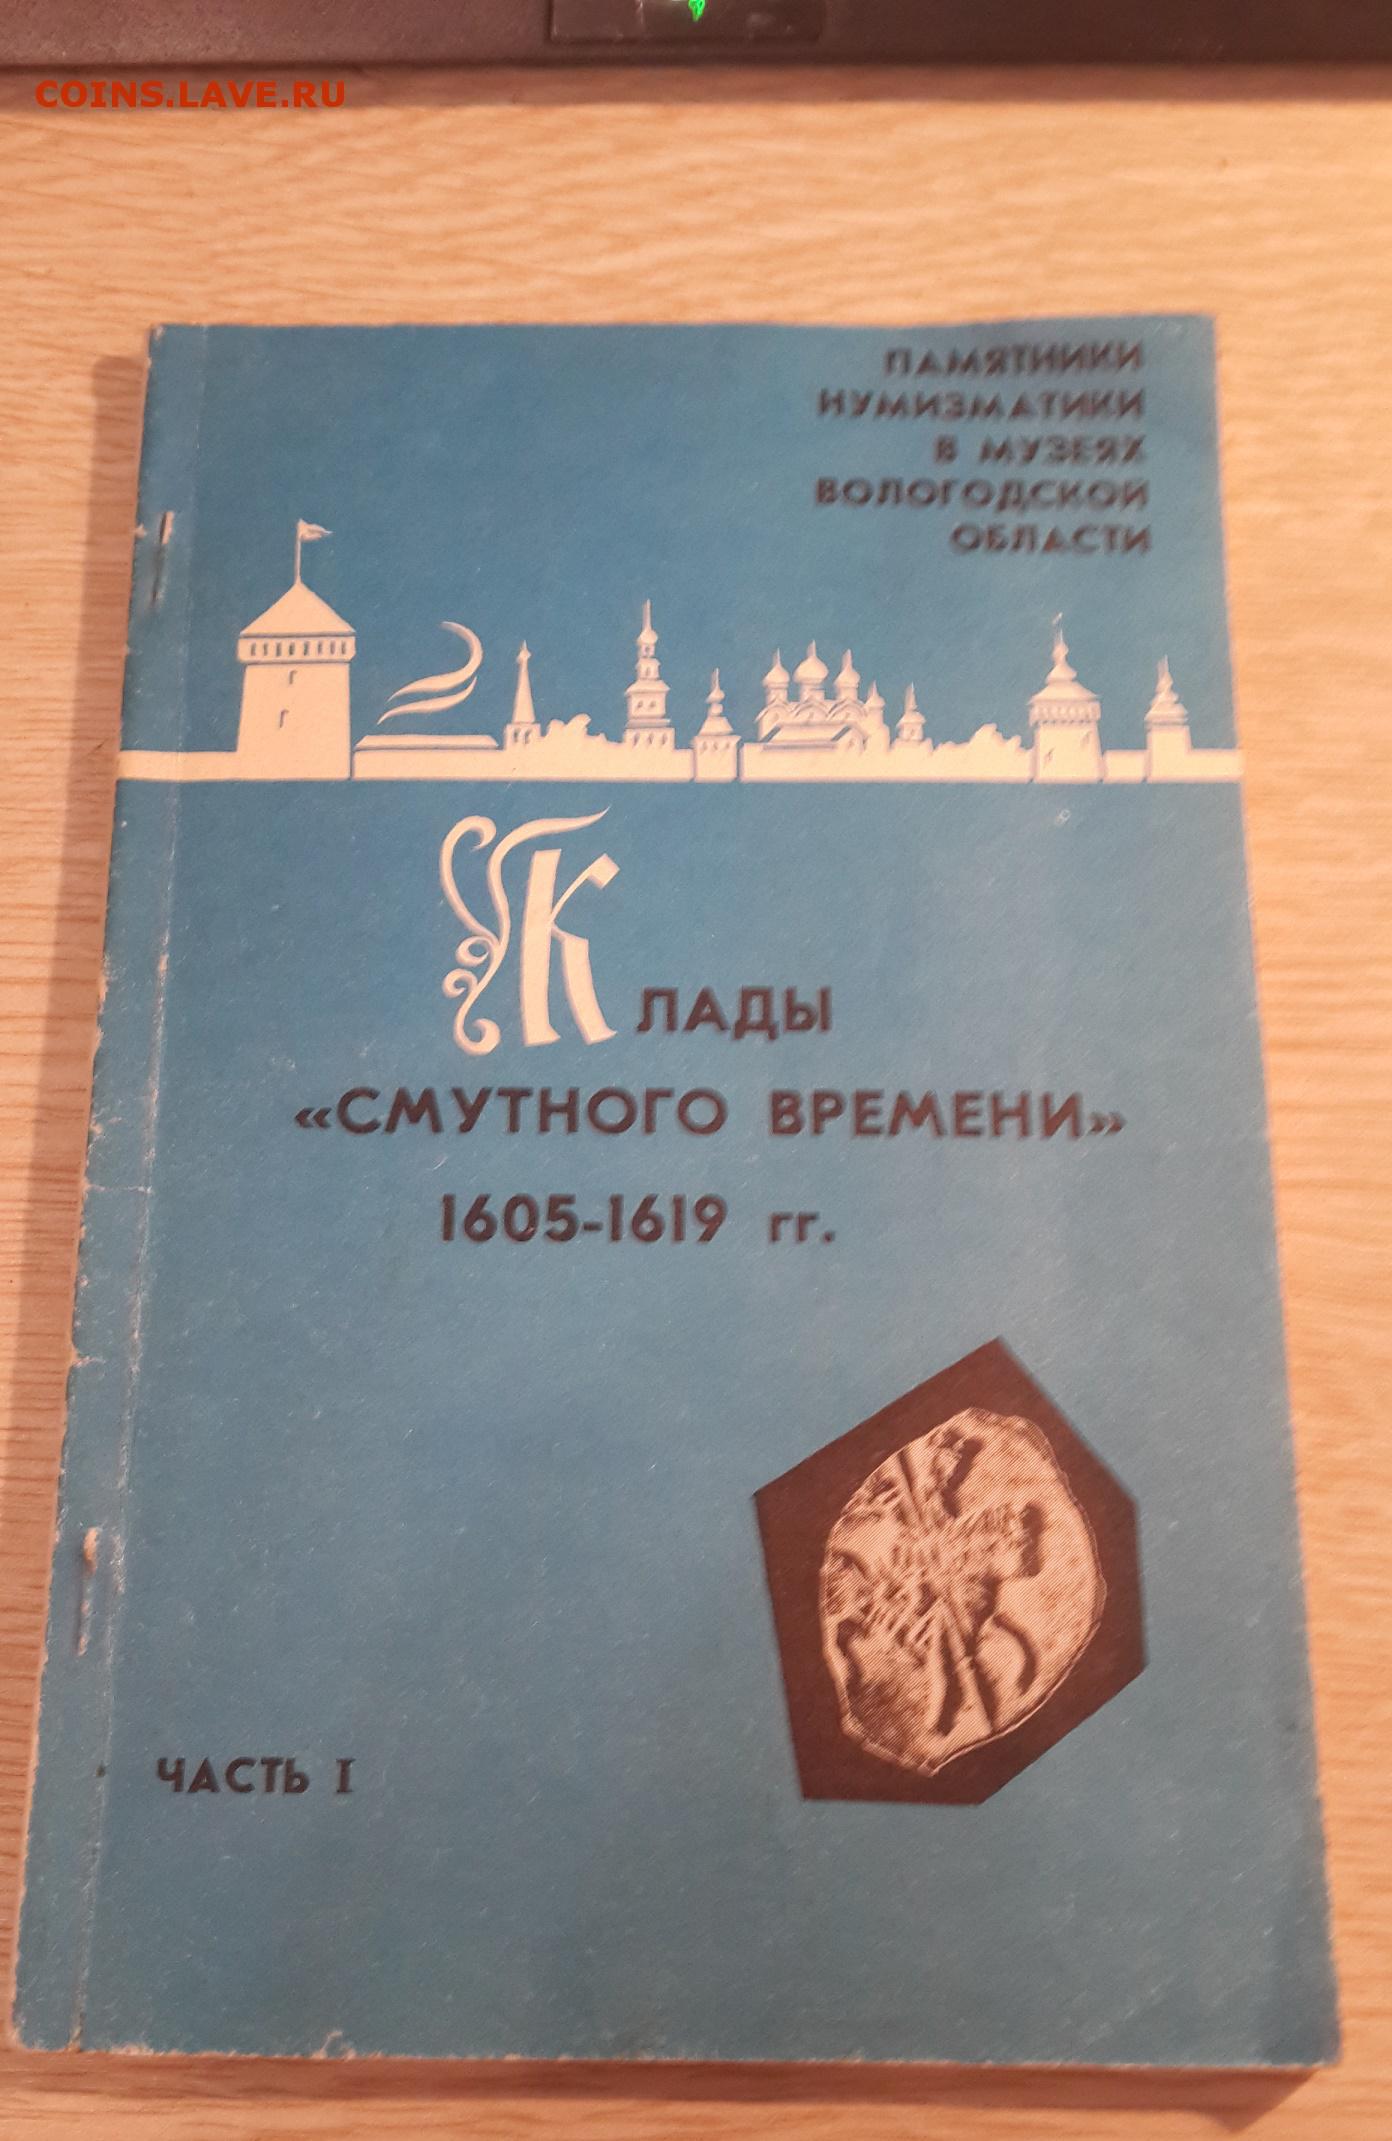 COINS.LAVE.RU
ПАМЯТНИКИ
НУМИЗМАТИКИ
В МУЗЕЯХ
ВОЛОГОДСКОЙ
ОБЛАСТИ
КЛАДЫ
«СМУТНОГО ВРЕМЕНИ»
1605-1619 гг.
ЧАСТЬ I